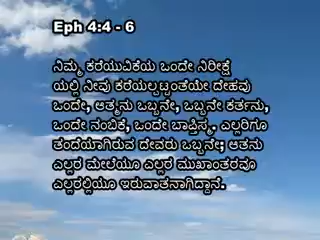 Eph 4:4 - 6
ನಿಮ್ಮ ಕರೆಯುವಿಕೆಯ ಒಂದೇ ನಿರೀಕ್ಷೆ
ಯಲ್ಲಿ ನೀವು ಕರೆಯಲ್ಪಟ್ಟಂತೆಯೇ ದೇಹವು
ಒಂದೇ, ಆತ್ಮನು ಒಬ್ಬನೇ, ಒಬ್ಬನೇ ಕರ್ತನು,
ಒಂದೇ ನಂಬಿಕೆ, ಒಂದೇ ಬಾಪ್ತಿಸ್ಮ. ಎಲ್ಲರಿಗೂ
ತಂದೆಯಾಗಿರುವ ದೇವರು ಒಬ್ಬನೇ; ಆತನು
ಎಲ್ಲರ ಮೇಲೆಯೂ ಎಲ್ಲರ ಮುಖಾಂತರವೂ
ಎಲ್ಲರಲ್ಲಿಯೂ ಇರುವಾತನಾಗಿದ್ದಾನೆ.